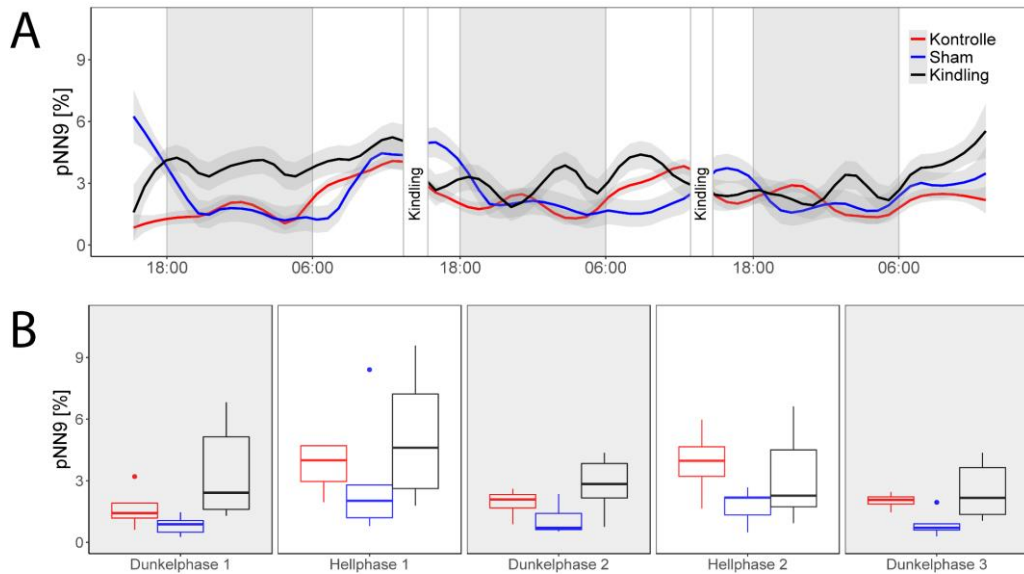 A
pNN9 [%]
9
6
3
0
Kontrolle
Sham
Kindling
Kindling
Kindling
18:00
06:00
18:00
06:00
18:00
06:00
B
pNN9 [%]
9
6
3
0
Dunkelphase 1
Hellphase 1
Dunkelphase 2
Hellphase 2
Dunkelphase 3